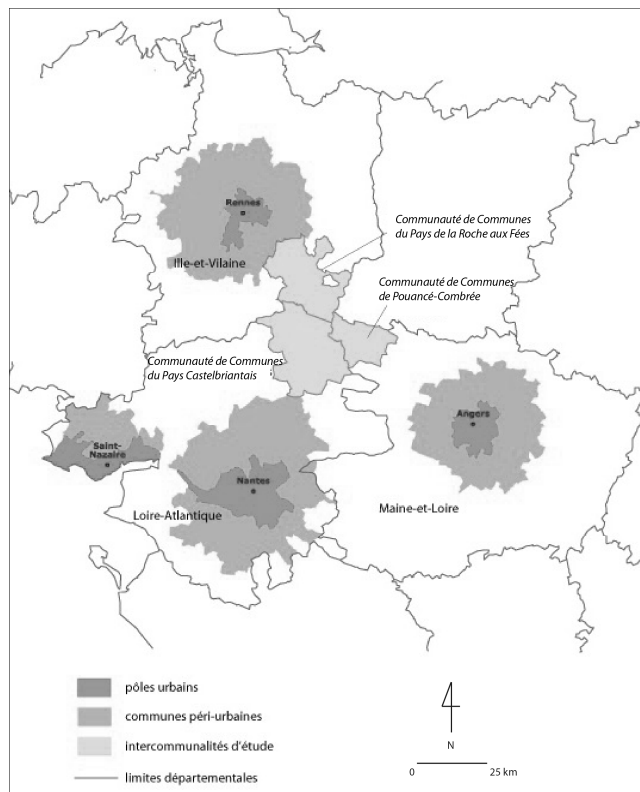 Rennes
Communauté de Communes
du Pays de la Roche aux Fées
Ille-et-Vilaine
Communauté de Communes
de Pouancé-Combrée
Communauté de Communes
du Pays Castelbriantais
Angers
Saint-
Nazaire
Nantes
Loire-Atlantique
Maine-et-Loire
pôles urbains
communes péri-urbaines
intercommunalités d'étude
limites départementales
N
0 25 km